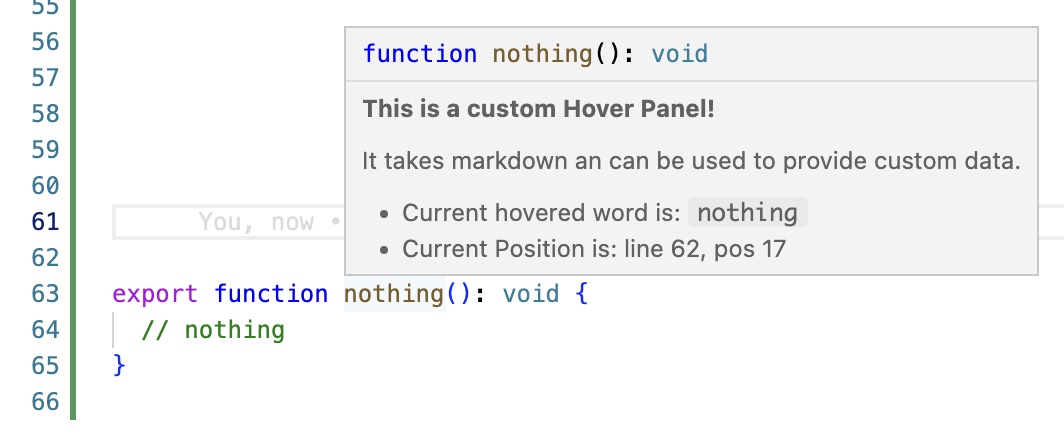 55
56
57
58
59
60
61 You, now •
62
function nothing(): void
This is a custom Hover Panel!
It takes markdown an can be used to provide custom data.
• Current hovered word is: nothing
• Current Position is: line 62, pos 17
63 export function nothing(): void {
64 // nothing
65 }
66